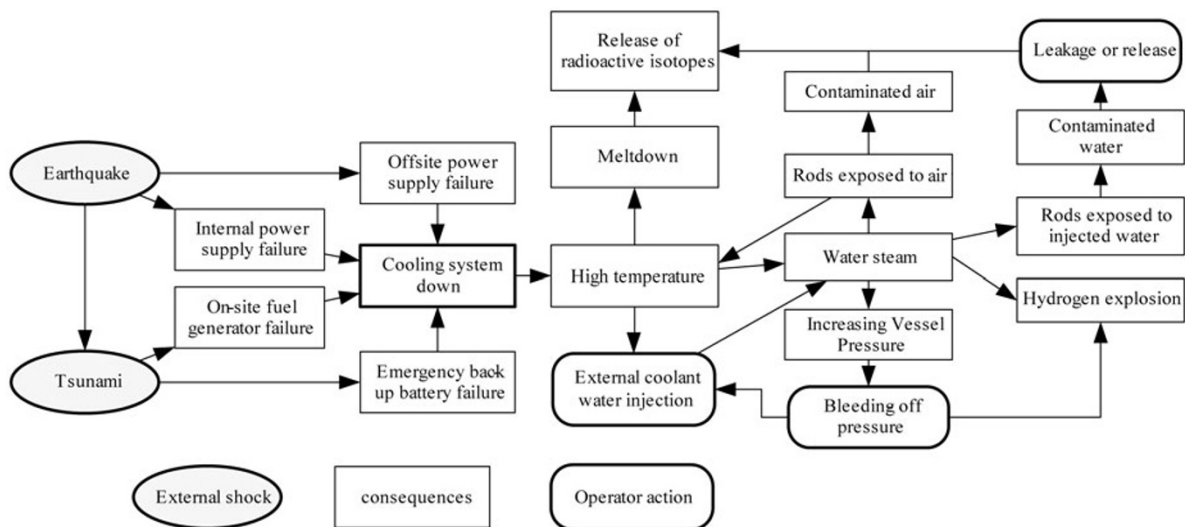 Release of
radioactive isotopes
Leakage or release
Contaminated air
Contaminated
water
Meltdown
Earthquake
Offsite power
supply failure
Rods exposed to air
Internal power
supply failure
Rods exposed to
injected water
Cooling system
down
High temperature
Water steam
On-site fuel
generator failure
Hydrogen explosion
Increasing Vessel
Pressure
Tsunami
Emergency back
up battery failure
External coolant
water injection
Bleeding off
pressure
External shock
consequences
Operator action